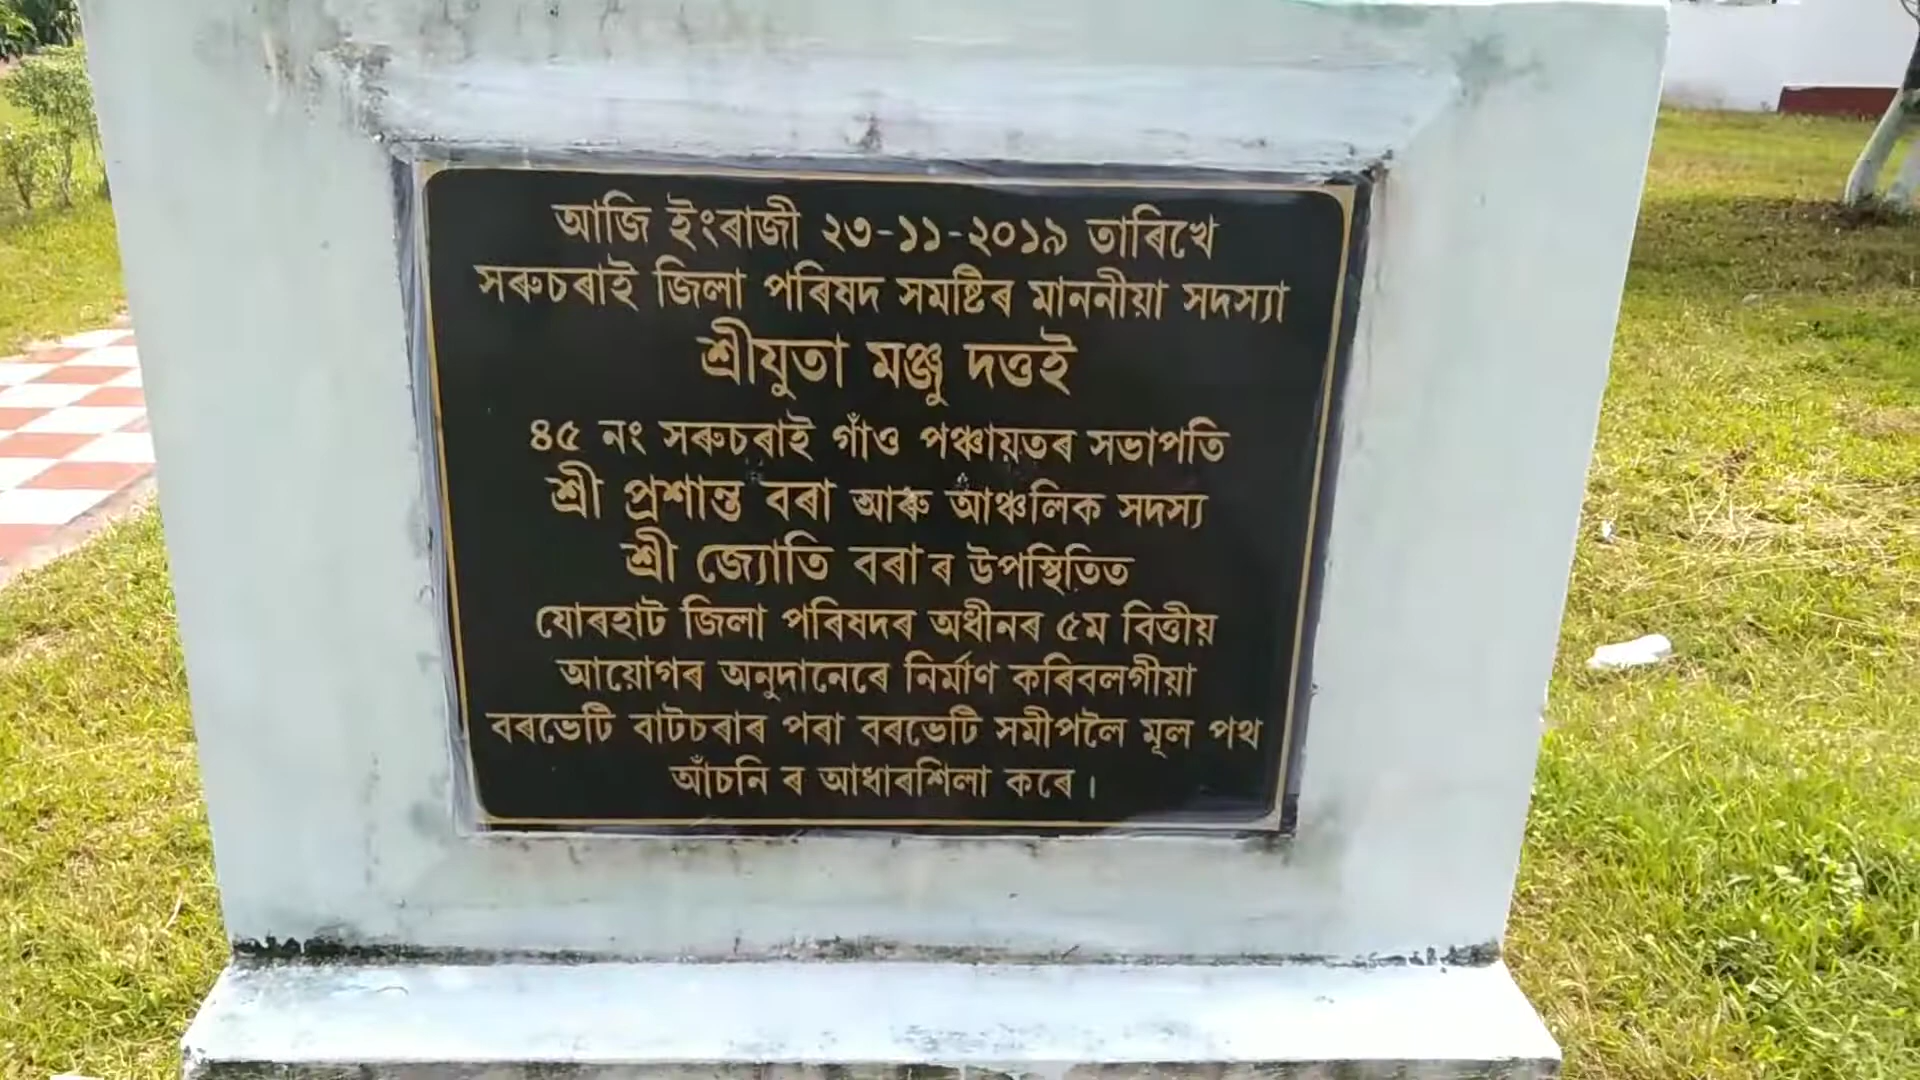 আজি ইংৰাজী ২৩-১১-২০১৯ তাৰিখে
সৰুচৰাই জিলা পৰিষদ সমষ্টিৰ মাননীয়া সদস্যা
শ্ৰীযুতা মঞ্জু দত্তই
৪৫ নং সৰুচৰাই গাঁও পঞ্চায়তৰ সভাপতি
শ্ৰী প্ৰশান্ত বৰা আৰু আঞ্চলিক সদস্য
শ্ৰী জ্যোতি বৰা ৰ উপস্থিতিত
যোৰহাট জিলা পৰিষদৰ অধীনৰ ৫ম বিত্তীয়
আয়োগৰ অনুদানেৰে নিৰ্মাণ কৰিবলগীয়া
বৰভেটি বাটচৰাৰ পৰা বৰভেটি সমীপলৈ মূল পথ
আঁচনি ৰ আধাৰশিলা কৰে।